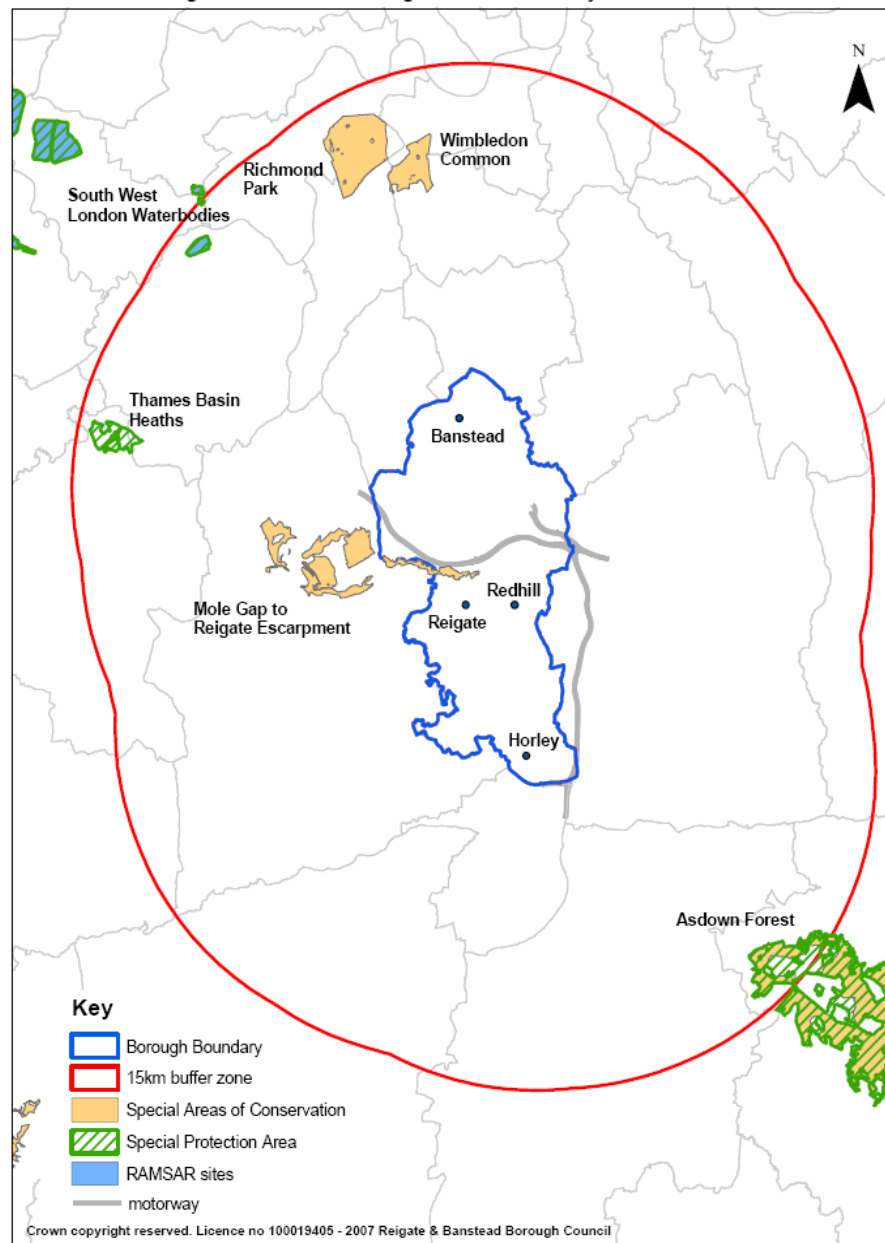 N
Wimbledon
Common
Richmond
Park
South West
London Waterbodies
Thames Basin
Heaths
Banstead
Mole Gap to
Reigate Escarpment
Redhill
Reigate
Horley
Asdown Forest
Key
Borough Boundary
15km buffer zone
Special Areas of Conservation
Special Protection Area
RAMSAR sites
motorway
Crown copyright reserved. Licence no 100019405 - 2007 Reigate & Banstead Borough Council